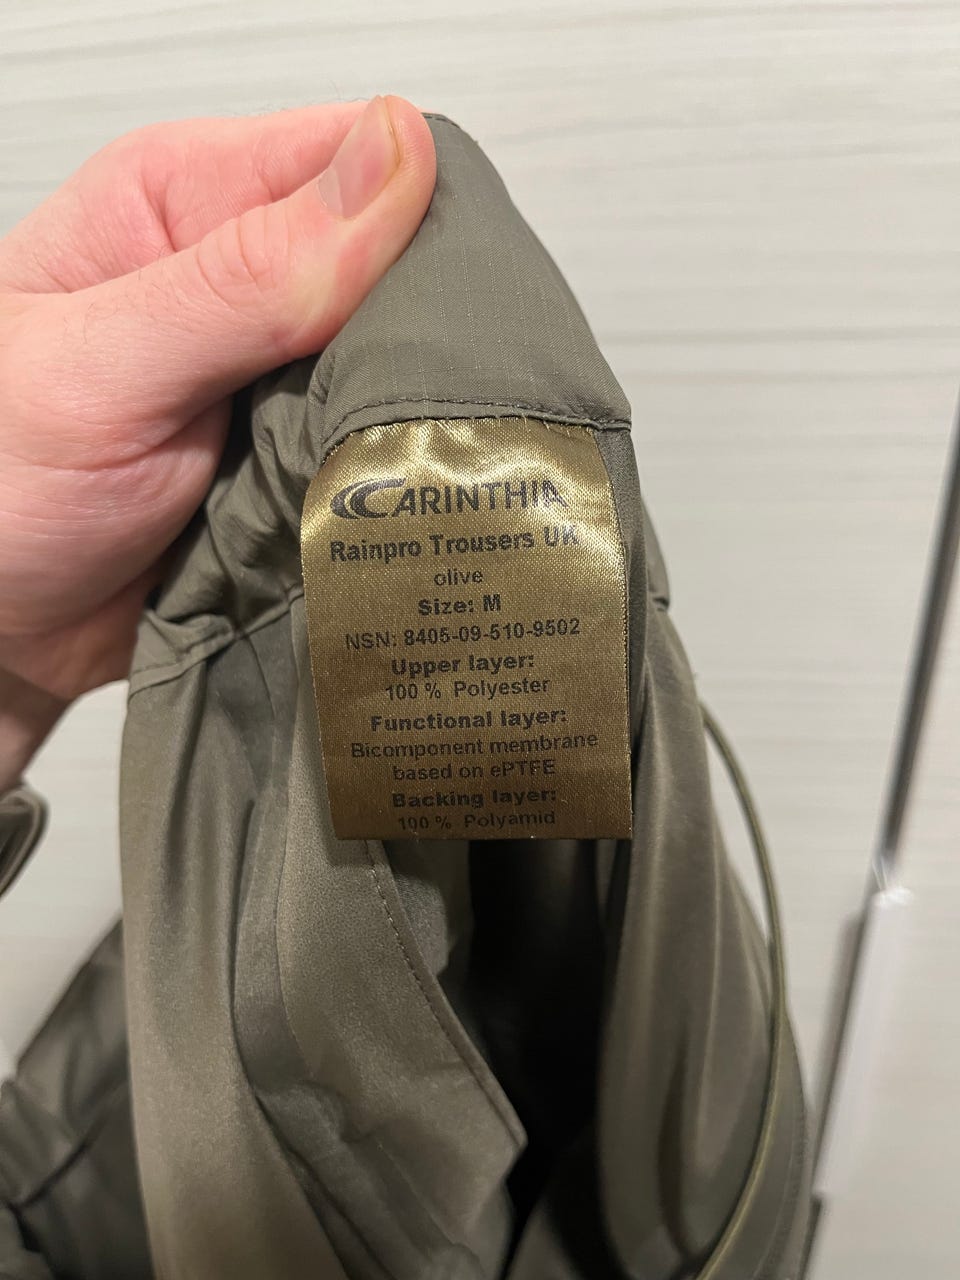 CARINTHIA
Rainpro Trousers UK
olive
Size: M
NSN: 8405-09-510-9502
Upper layer:
100 % Polyester
Functional layer:
Bicomponent membrane
based on ePTFE
Backing layer:
100 % Polyamid